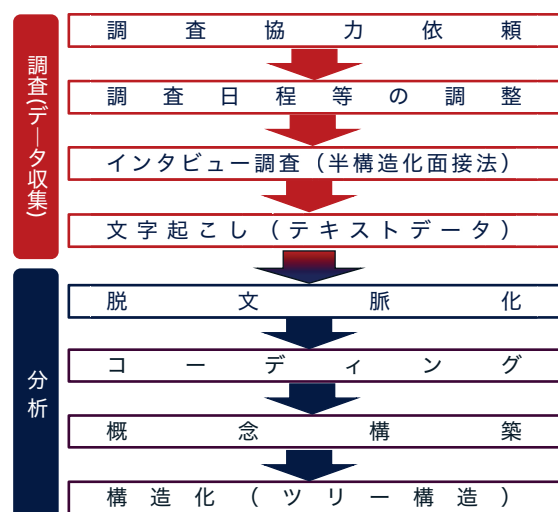 調査(データ収集)
調査協力依頼
調査日程等の調整
インタビュー調査(半構造化面接法)
文字起こし(テキストデータ)
分析
脱文脈化
コーディング
概念構築
構造化(ツリー構造)